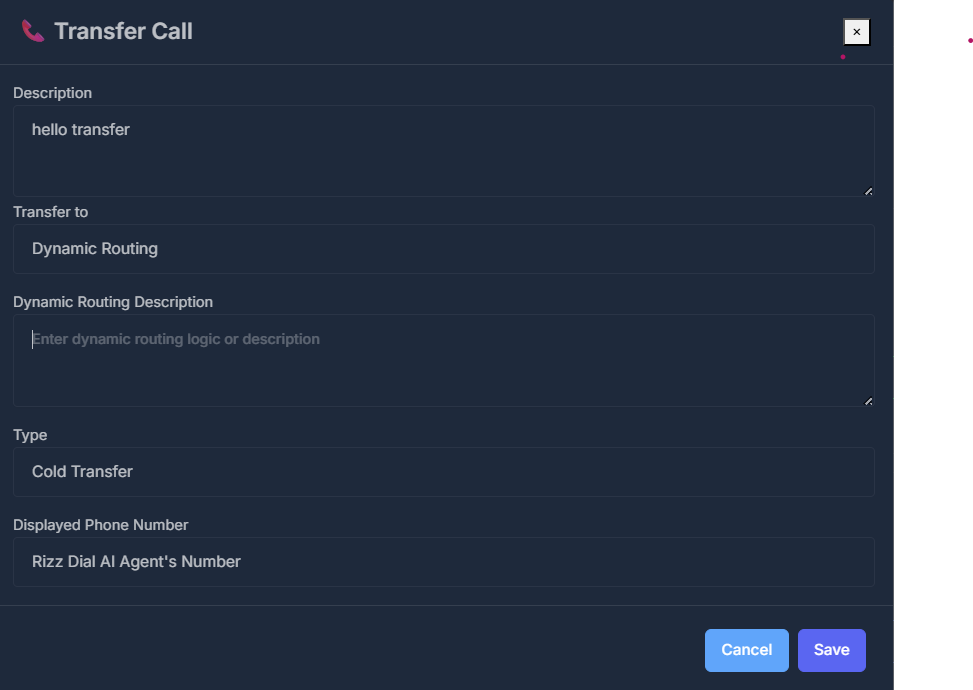 Transfer Call
×
Description
hello transfer
Transfer to
Dynamic Routing
Dynamic Routing Description
Enter dynamic routing logic or description
Type
Cold Transfer
Displayed Phone Number
Rizz Dial AI Agent's Number
Cancel Save